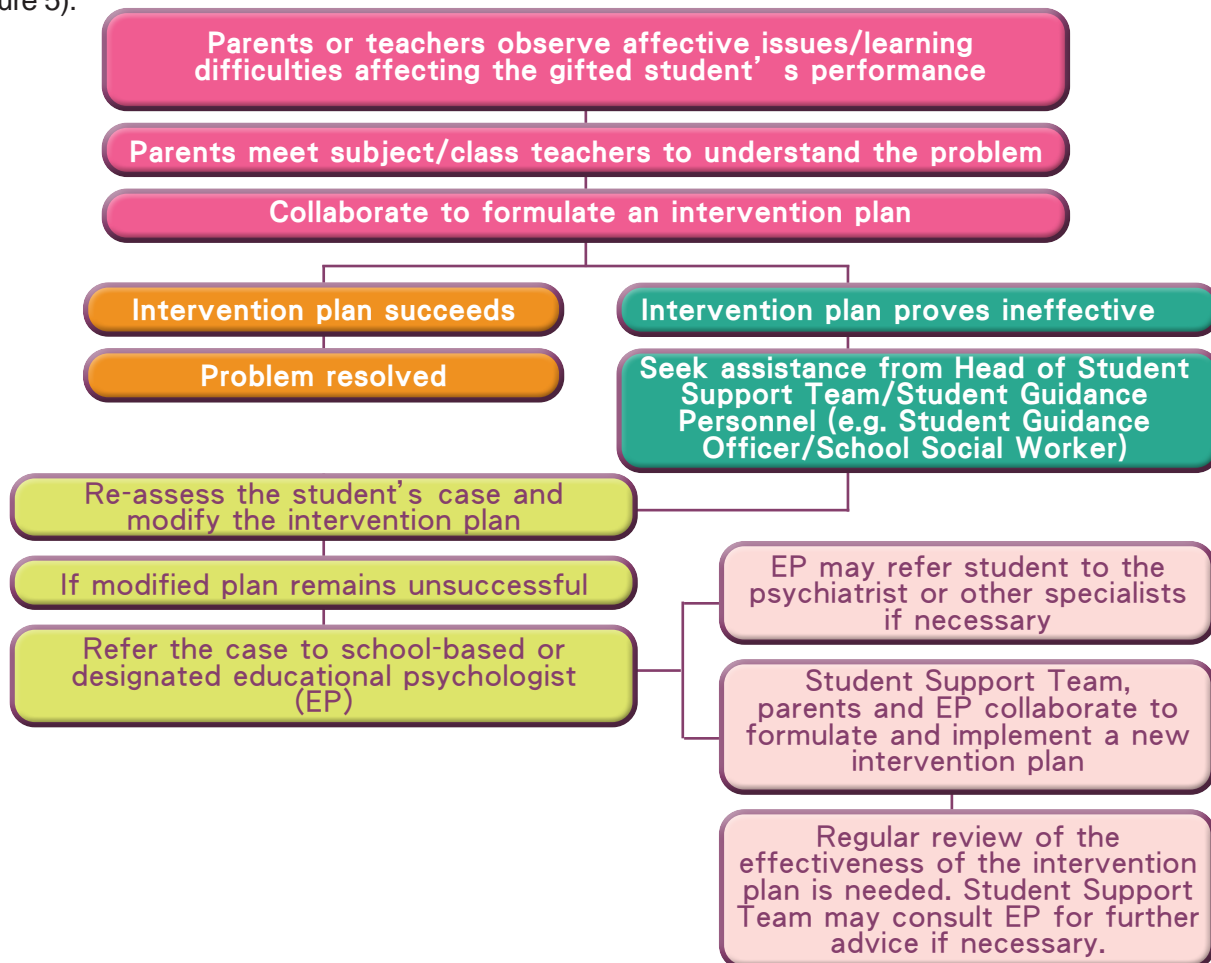 ure 5).
Parents or teachers observe affective issues/learning
difficulties affecting the gifted student’s performance
Parents meet subject/class teachers to understand the problem
Collaborate to formulate an intervention plan
Intervention plan succeeds
Problem resolved
Intervention plan proves ineffective
Seek assistance from Head of Student
Support Team/Student Guidance
Personnel (e.g. Student Guidance
Officer/School Social Worker)
Re-assess the student’s case and
modify the intervention plan
If modified plan remains unsuccessful
Refer the case to school-based or
designated educational psychologist
(EP)
EP may refer student to the
psychiatrist or other specialists
if necessary
Student Support Team,
parents and EP collaborate to
formulate and implement a new
intervention plan
Regular review of the
effectiveness of the intervention
plan is needed. Student Support
Team may consult EP for further
advice if necessary.